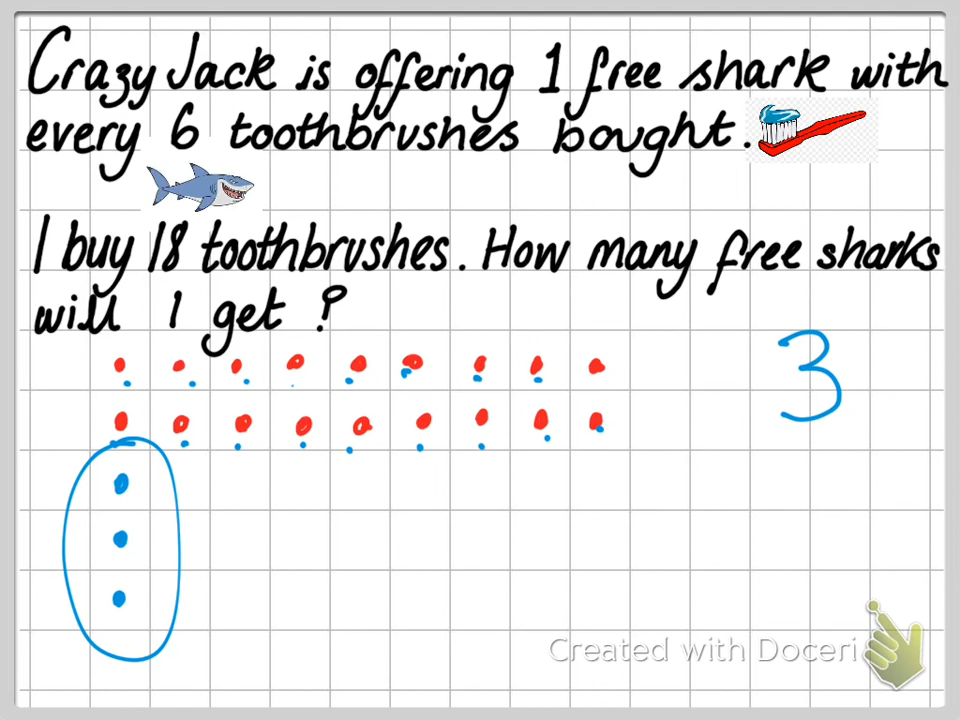 Crazy Jack is offering 1 free shark with
every 6 toothbrushes bought.
I buy 18 toothbrushes. How many free sharks
will I get ?
3
Created with Doceri